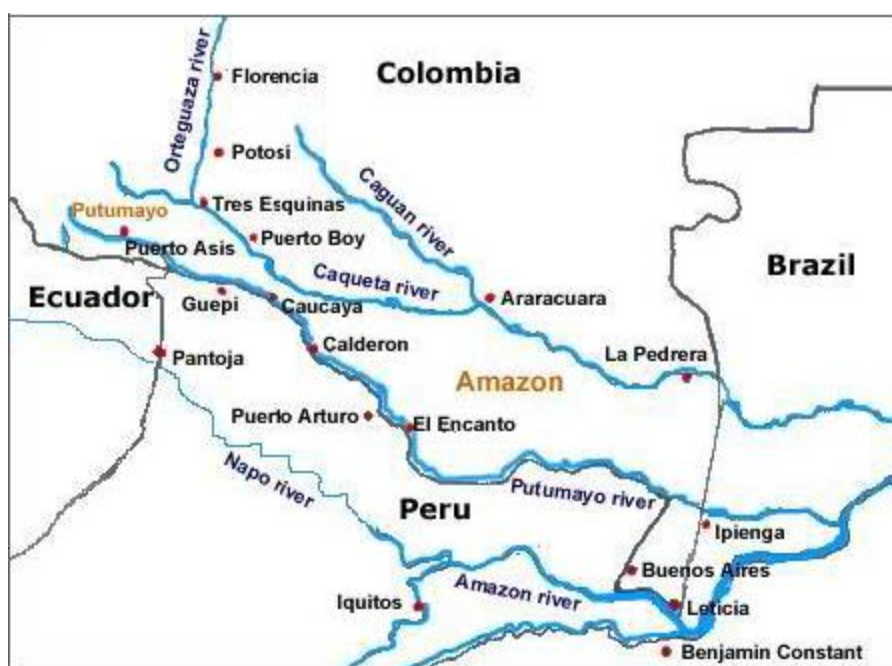 Orteguaza river
Florencia
Colombia
Potosi
Caguan river
Putumayo
Tres Esquinas
Puerto Asis
Puerto Boy
Brazil
Caqueta river
Ecuador
Guepi
Caucaya
Araracuara
Pantoja
Calderon
La Pedrera
Amazon
Puerto Arturo
El Encanto
Napo river
Putumayo river
Peru
Ipienga
Buenos Aires
Amazon river
Iquitos
Leticia
Benjamin Constant